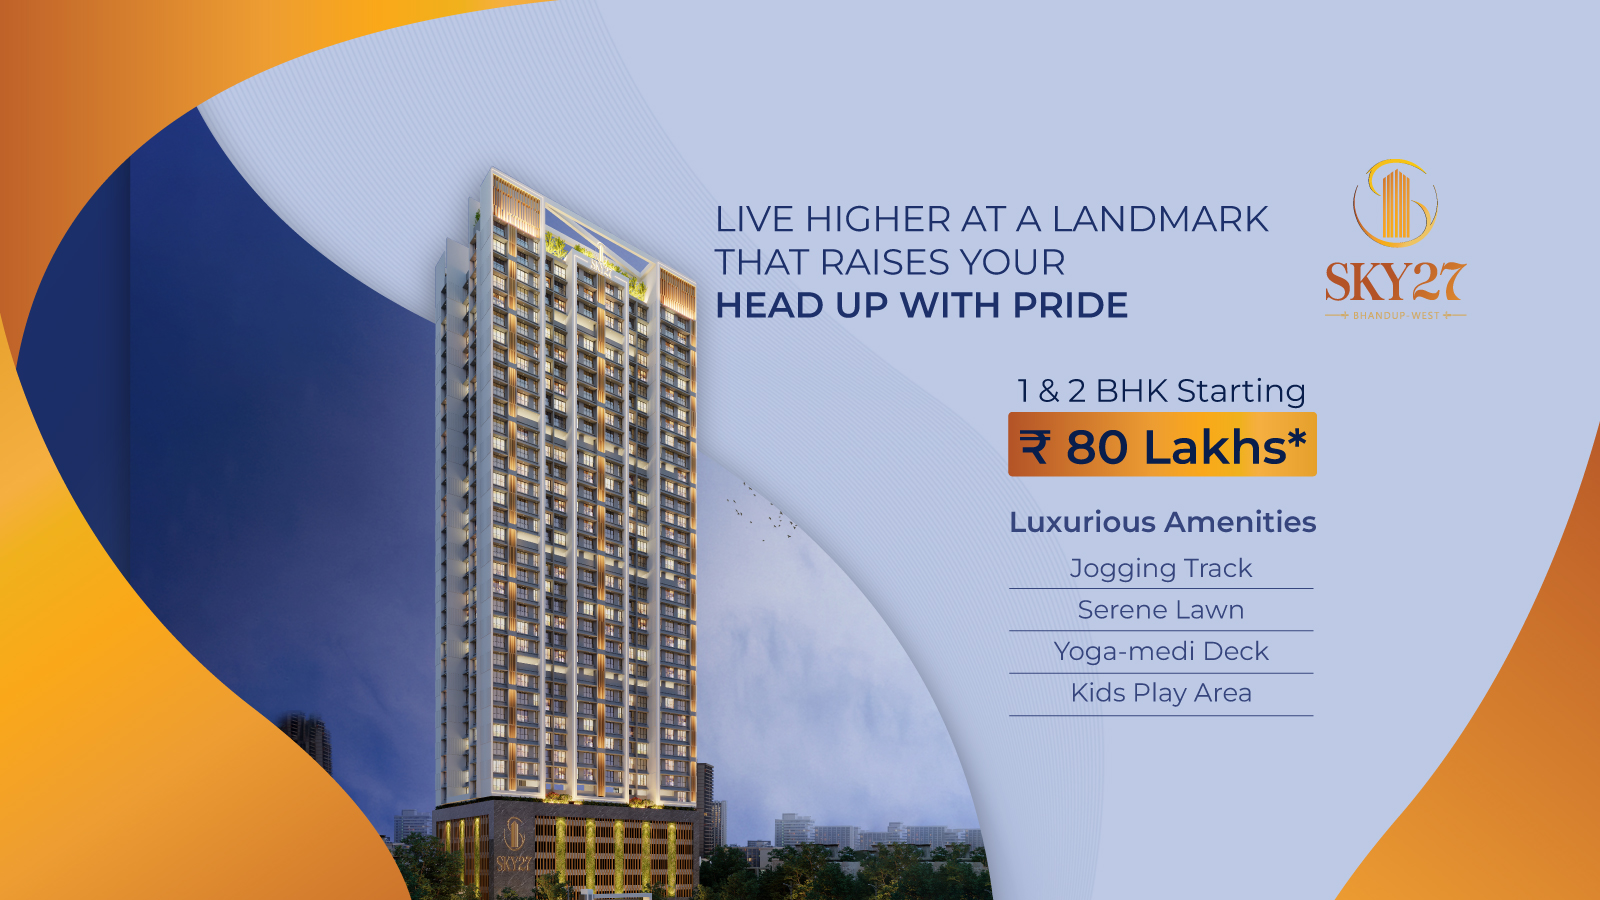 LIVE HIGHER AT A LANDMARK
THAT RAISES YOUR
HEAD UP WITH PRIDE
SKY27
BHANDUP-WEST
1 & 2 BHK Starting
₹ 80 Lakhs*
Luxurious Amenities
Jogging Track
Serene Lawn
Yoga-medi Deck
Kids Play Area
SKY27